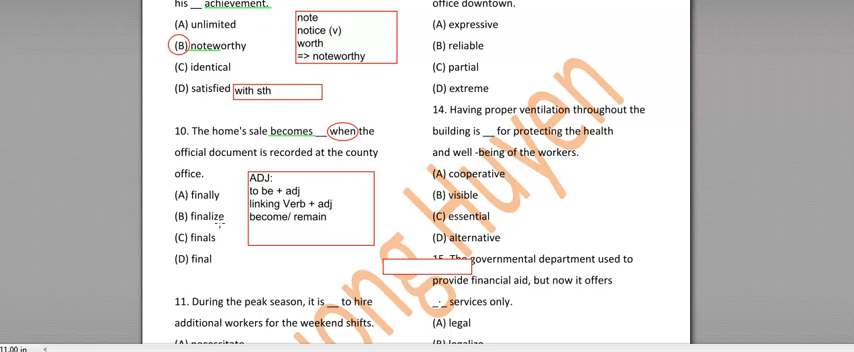 his __ achievement.
(A) unlimited
(B) noteworthy
(C) identical
(D) satisfied
with sth
note
notice (v)
worth
=> noteworthy
10. The home's sale becomes __ when the
official document is recorded at the county
office.
(A) finally
(B) finalize
(C) finals
(D) final
ADJ:
to be + adj
linking Verb + adj
become/ remain
11. During the peak season, it is __ to hire
additional workers for the weekend shifts.
(A) necessitate
office downtown.
(A) expressive
(B) reliable
(C) partial
(D) extreme
14. Having proper ventilation throughout the
building is __ for protecting the health
and well -being of the workers.
(A) cooperative
(B) visible
(C) essential
(D) alternative
15. The governmental department used to
provide financial aid, but now it offers
__ services only.
(A) legal
(B) legalize
ong Huyen
11.00 in